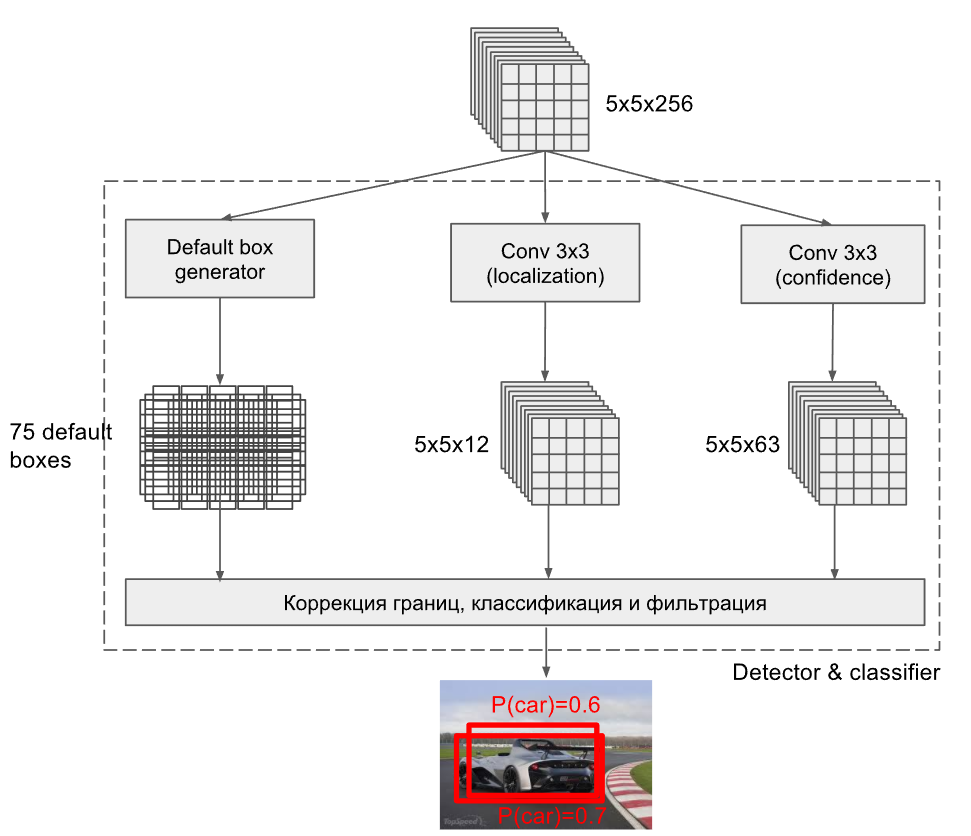 5x5x256
Default box
generator
Conv 3x3
(localization)
Conv 3x3
(confidence)
75 default
boxes
5x5x12
5x5x63
Коррекция границ, классификация и фильтрация
Detector & classifier
P(car)=0.6
P(car)=0.7
TopSpeed